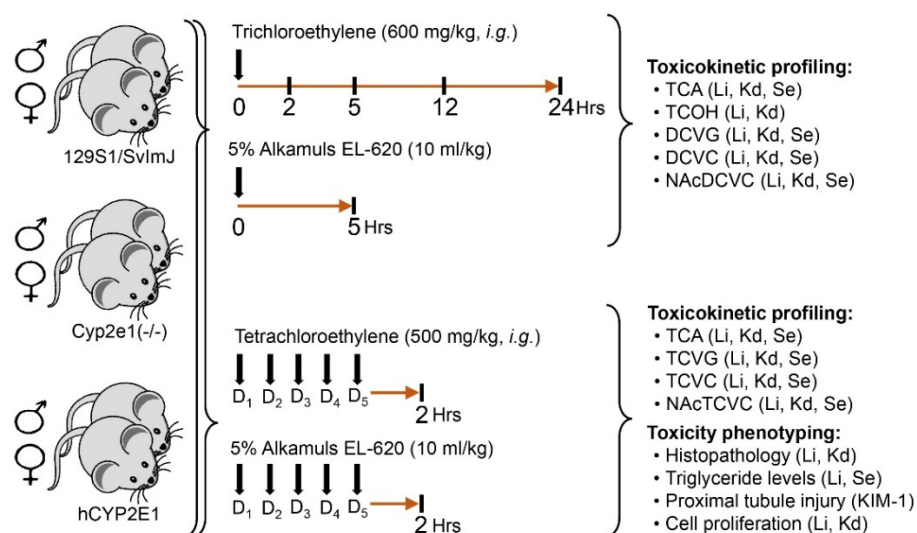 ♂
♀
129S1/SvImJ
♂
♀
Cyp2e1(-/-)
♂
♀
hCYP2E1
Trichloroethylene (600 mg/kg, i.g.)
0 2 5 12 24 Hrs
5% Alkamuls EL-620 (10 ml/kg)
0 5 Hrs
Tetrachloroethylene (500 mg/kg, i.g.)
D1 D2 D3 D4 D5 2 Hrs
5% Alkamuls EL-620 (10 ml/kg)
D1 D2 D3 D4 D5 2 Hrs
Toxicokinetic profiling:
• TCA (Li, Kd, Se)
• TCOH (Li, Kd)
• DCVG (Li, Kd, Se)
• DCVC (Li, Kd, Se)
• NAcDCVC (Li, Kd, Se)
Toxicokinetic profiling:
• TCA (Li, Kd, Se)
• TCVG (Li, Kd, Se)
• TCVC (Li, Kd, Se)
• NAcTCVC (Li, Kd, Se)
Toxicity phenotyping:
• Histopathology (Li, Kd)
• Triglyceride levels (Li, Se)
• Proximal tubule injury (KIM-1)
• Cell proliferation (Li, Kd)